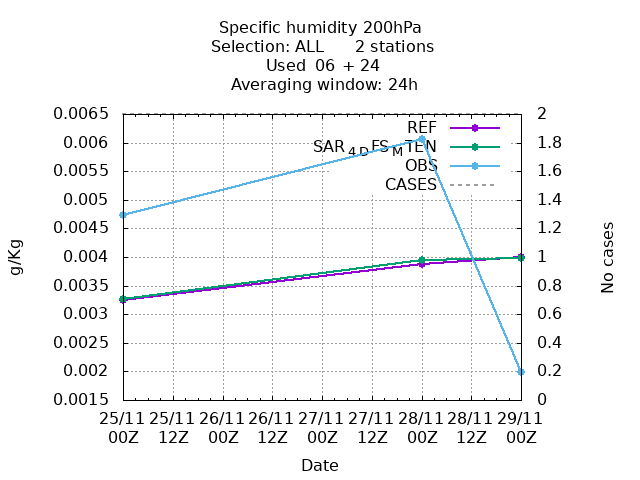 Specific humidity 200hPa
Selection: ALL 2 stations
Used 06 + 24
Averaging window: 24h
0.0065 2
REF
0.006 1.8
SAR4DFSMTEN
0.0055 1.6
OBS
CASES
0.005 1.4
0.0045 1.2
0.004 1
0.0035 0.8
0.003 0.6
0.0025 0.4
0.002 0.2
0.0015 0
g/Kg
No cases
25/11 25/11 26/11 26/11 27/11 27/11 28/11 28/11 29/11
00Z 12Z 00Z 12Z 00Z 12Z 00Z 12Z 00Z
Date